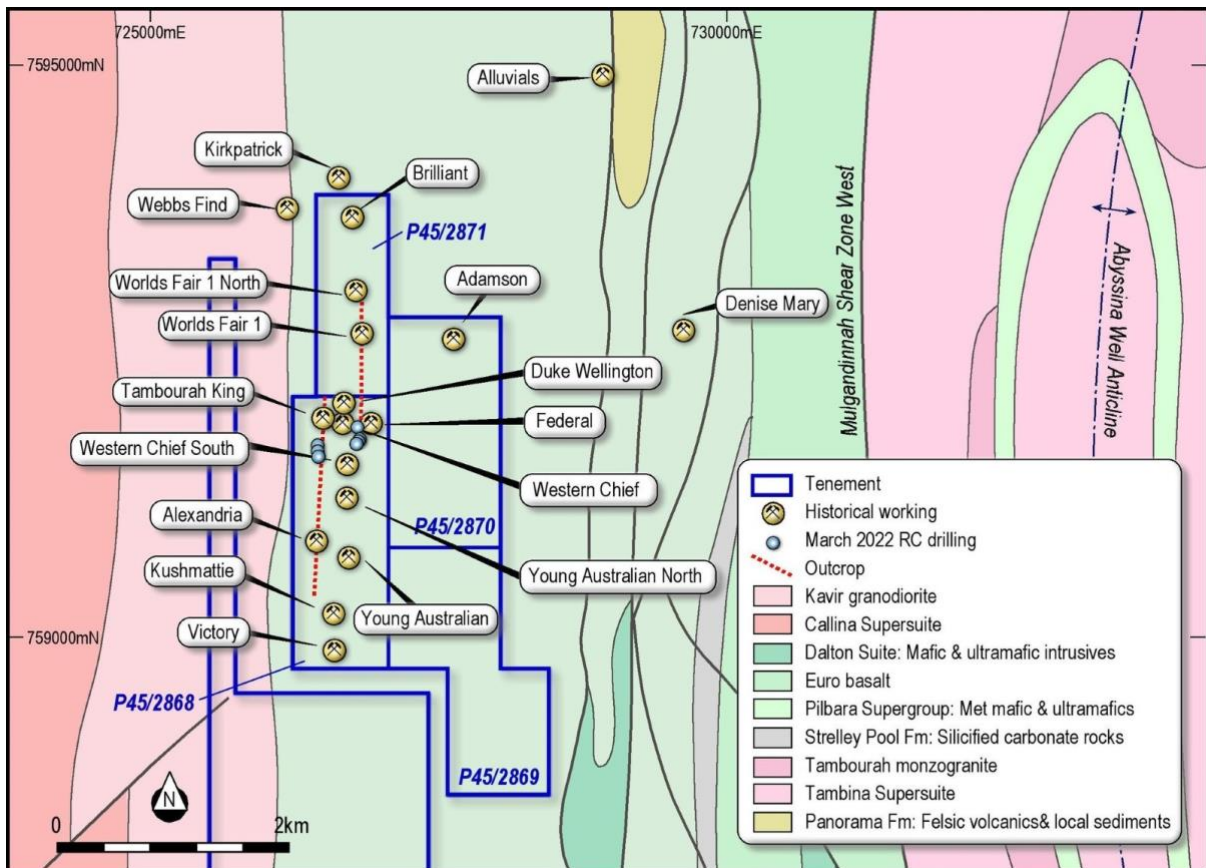 725000mE
730000mE
7595000mN
Alluvials
Kirkpatrick
Brilliant
Webbs Find
P45/2871
Mulgandinnah Shear Zone West
Abyssina Well Anticline
Worlds Fair 1 North
Adamson
Denise Mary
Worlds Fair 1
Duke Wellington
Tambourah King
Federal
Western Chief South
Western Chief
Alexandria
P45/2870
Kushmattie
Young Australian North
Young Australian
Victory
759000mN
P45/2868
P45/2869
N
0 2km
Tenement
Historical working
March 2022 RC drilling
Outcrop
Kavir granodiorite
Callina Supersuite
Dalton Suite: Mafic & ultramafic intrusives
Euro basalt
Pilbara Supergroup: Met mafic & ultramafics
Strelley Pool Fm: Silicified carbonate rocks
Tambourah monzogranite
Tambina Supersuite
Panorama Fm: Felsic volcanics& local sediments